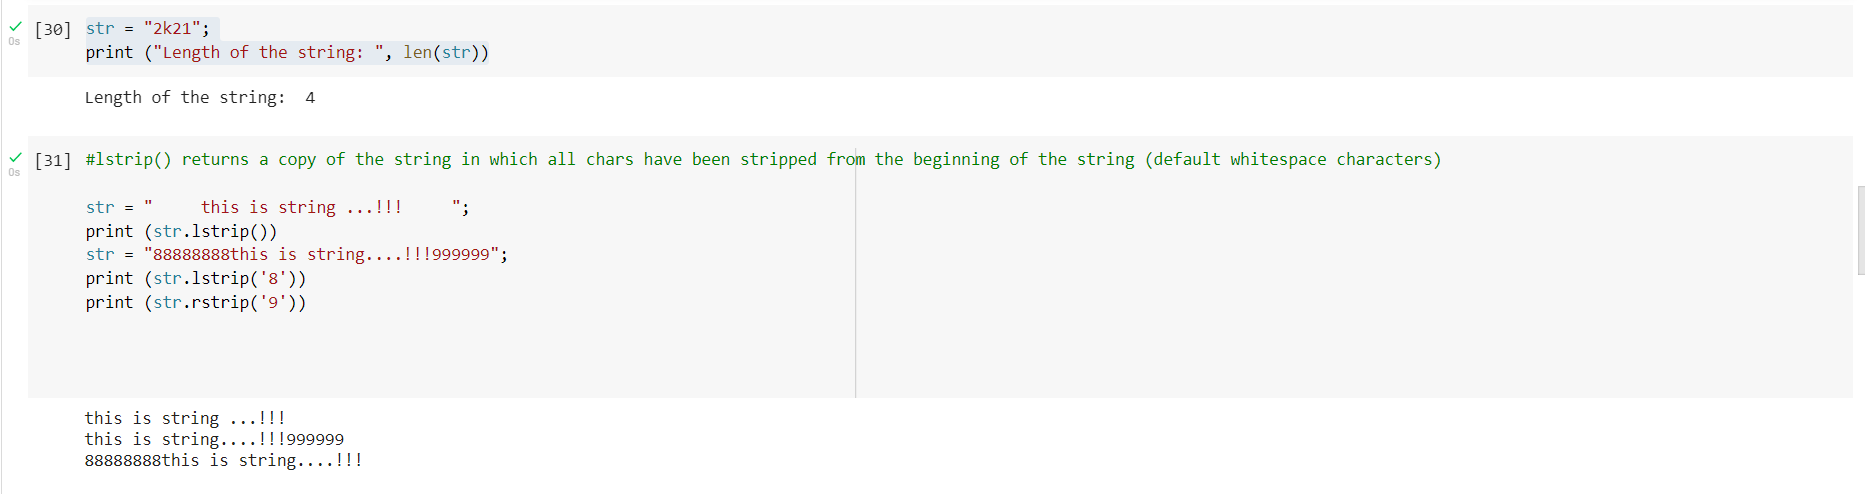 [30] str = "2k21";
print ("Length of the string: ", len(str))
0s
Length of the string:  4
[31] #lstrip() returns a copy of the string in which all chars have been stripped from the beginning of the string (default whitespace characters)
0s
str = "     this is string ...!!!     ";
print (str.lstrip())
str = "88888888this is string....!!!999999";
print (str.lstrip('8'))
print (str.rstrip('9'))
this is string ...!!!
this is string....!!!999999
88888888this is string....!!!